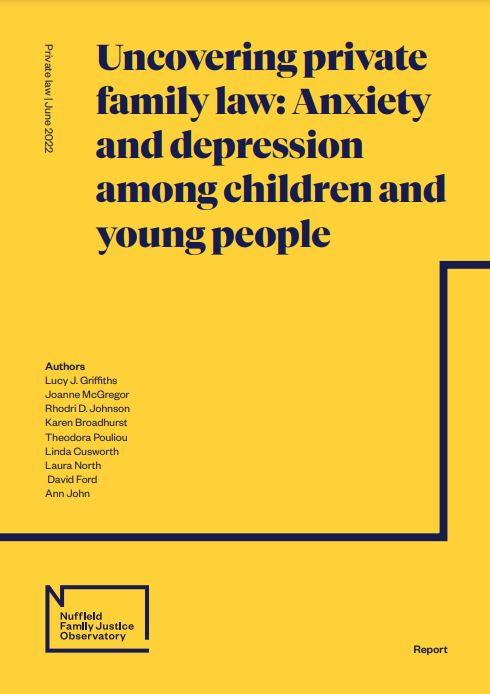 Private law | June 2022
Uncovering private
family law: Anxiety
and depression
among children and
young people
Authors
Lucy J. Griffiths
Joanne McGregor
Rhodri D. Johnson
Karen Broadhurst
Theodora Pouliou
Linda Cusworth
Laura North
David Ford
Ann John
Nuffield
Family Justice
Observatory
Report